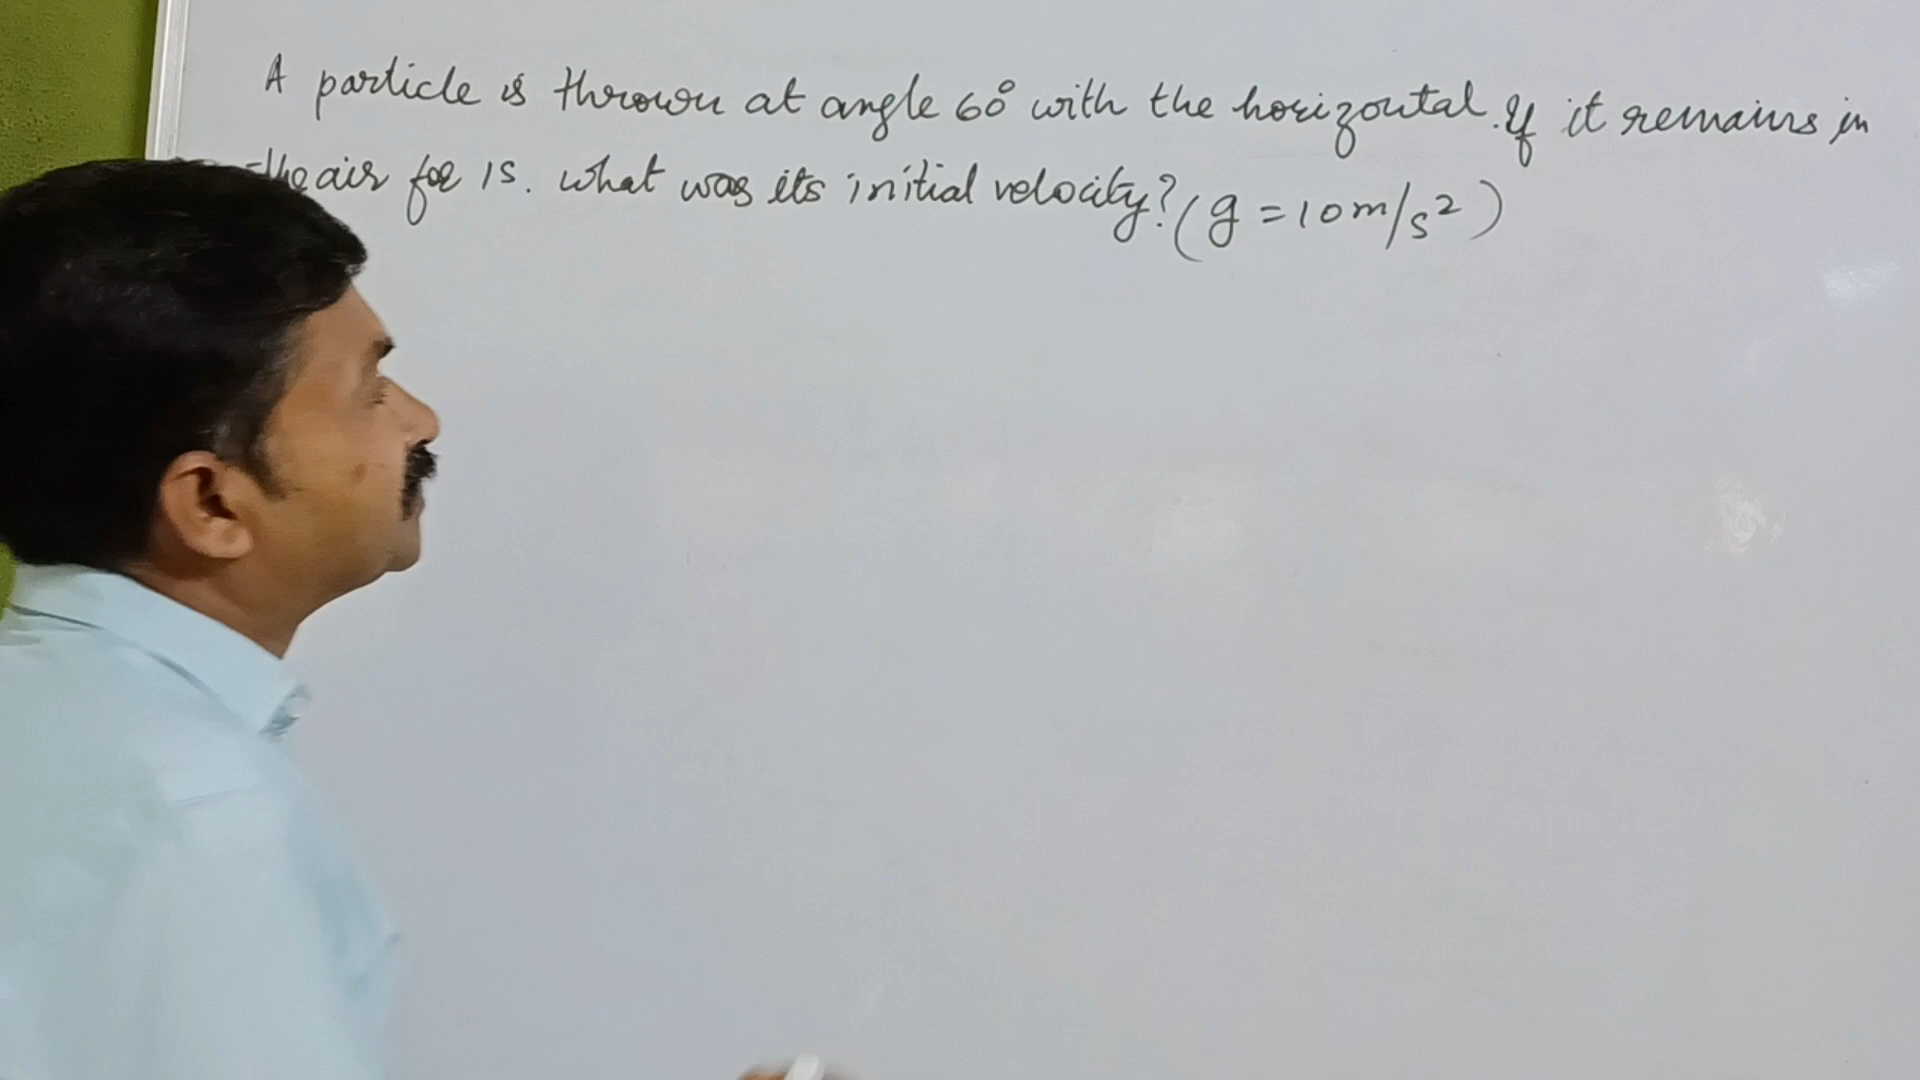 A particle is thrown at angle 60° with the horizontal. If it remains in
the air for 1s. what was its initial velocity? (g = 10m/s²)